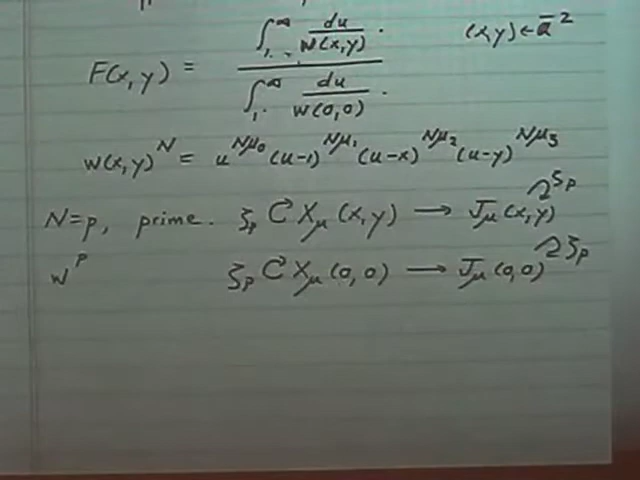 F(x,y) = ∫₁^∞ du / w(x,y) / ∫₁^∞ du / w(0,0) (x,y) ∈ ā²
w(x,y)^N = u^{Nμ₀} (u-1)^{Nμ₁} (u-x)^{Nμ₂} (u-y)^{Nμ₃}
N=p, prime. ζ_p ⊂ X_μ(x,y) → J_μ(x,y) ⊃ ζ_p
w^p ζ_p ⊂ X_μ(0,0) → J_μ(0,0) ⊃ ζ_p